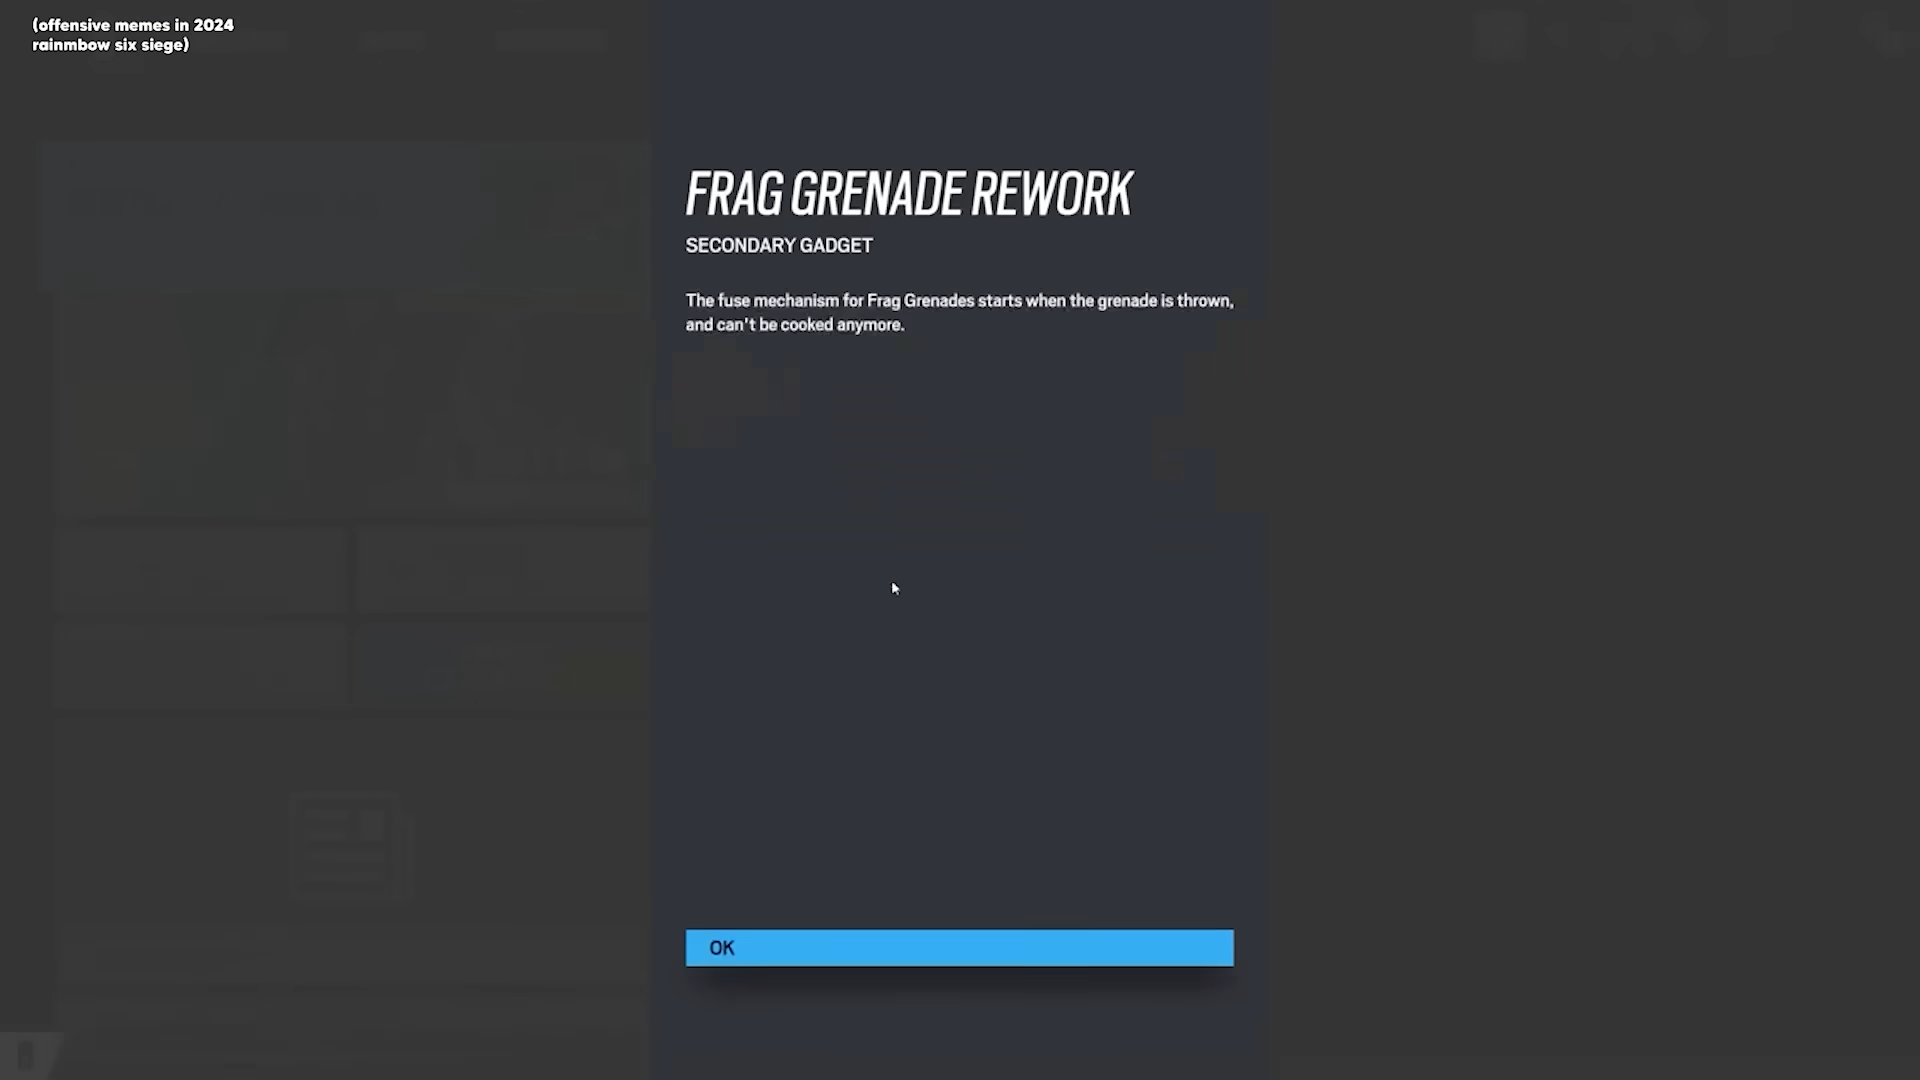 (offensive memes in 2024
rainmbow six siege)
FRAG GRENADE REWORK
SECONDARY GADGET
The fuse mechanism for Frag Grenades starts when the grenade is thrown,
and can't be cooked anymore.
OK